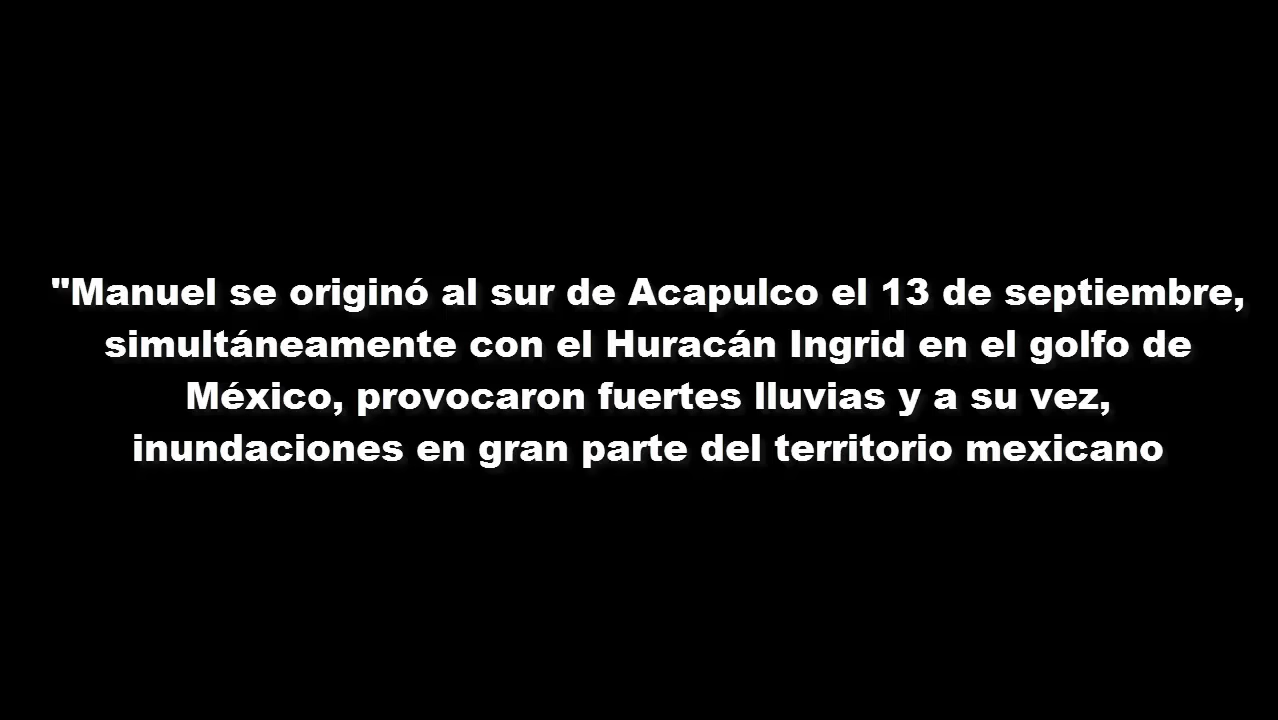 "Manuel se originó al sur de Acapulco el 13 de septiembre,
simultáneamente con el Huracán Ingrid en el golfo de
México, provocaron fuertes lluvias y a su vez,
inundaciones en gran parte del territorio mexicano